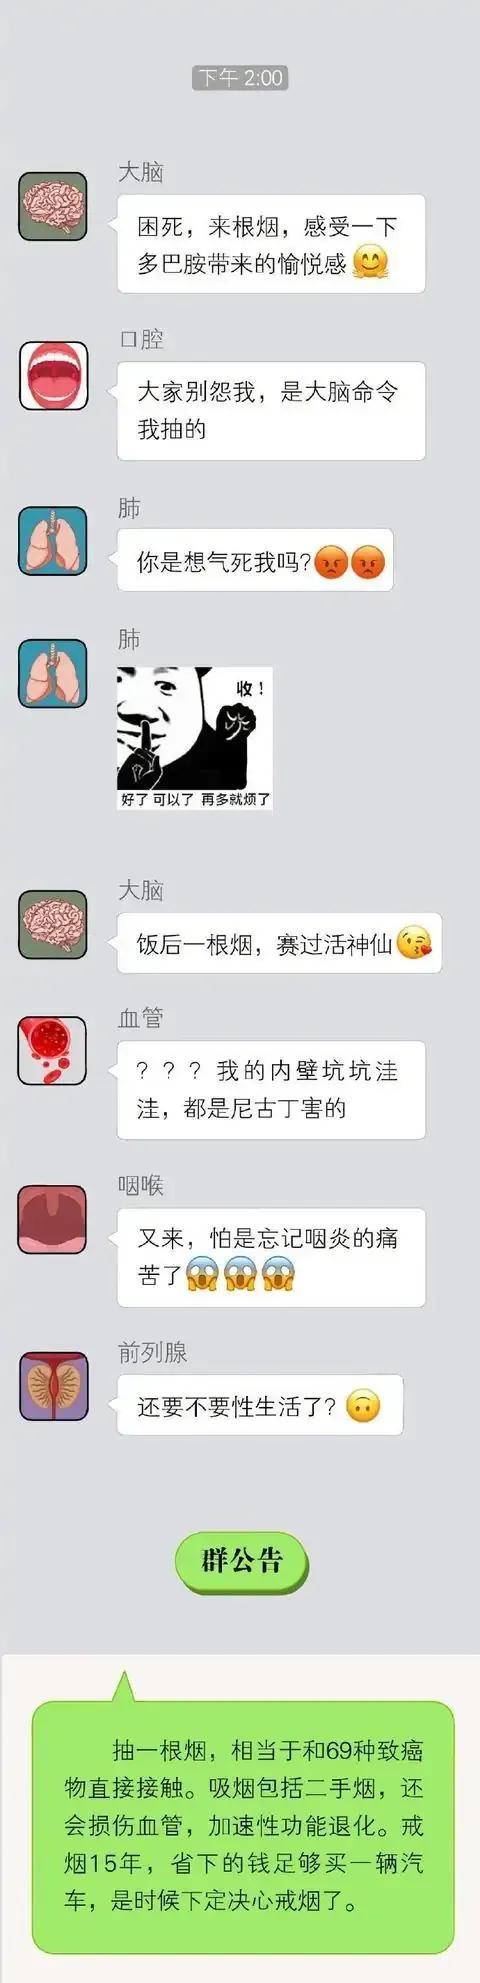 下午 2:00
大脑
困死，来根烟，感受一下
多巴胺带来的愉悦感🤗
口腔
大家别怨我，是大脑命令
我抽的
肺
你是想气死我吗?😡😡
肺
收！
好了 可以了 再多就烦了
大脑
饭后一根烟，赛过活神仙😘
血管
？？？我的内壁坑坑洼
洼，都是尼古丁害的
咽喉
又来，怕是忘记咽炎的痛
苦了😱😱😱
前列腺
还要不要性生活了？🙃
群公告
抽一根烟，相当于和69种致癌
物直接接触。吸烟包括二手烟，还
会损伤血管，加速性功能退化。戒
烟15年，省下的钱足够买一辆汽
车，是时候下定决心戒烟了。